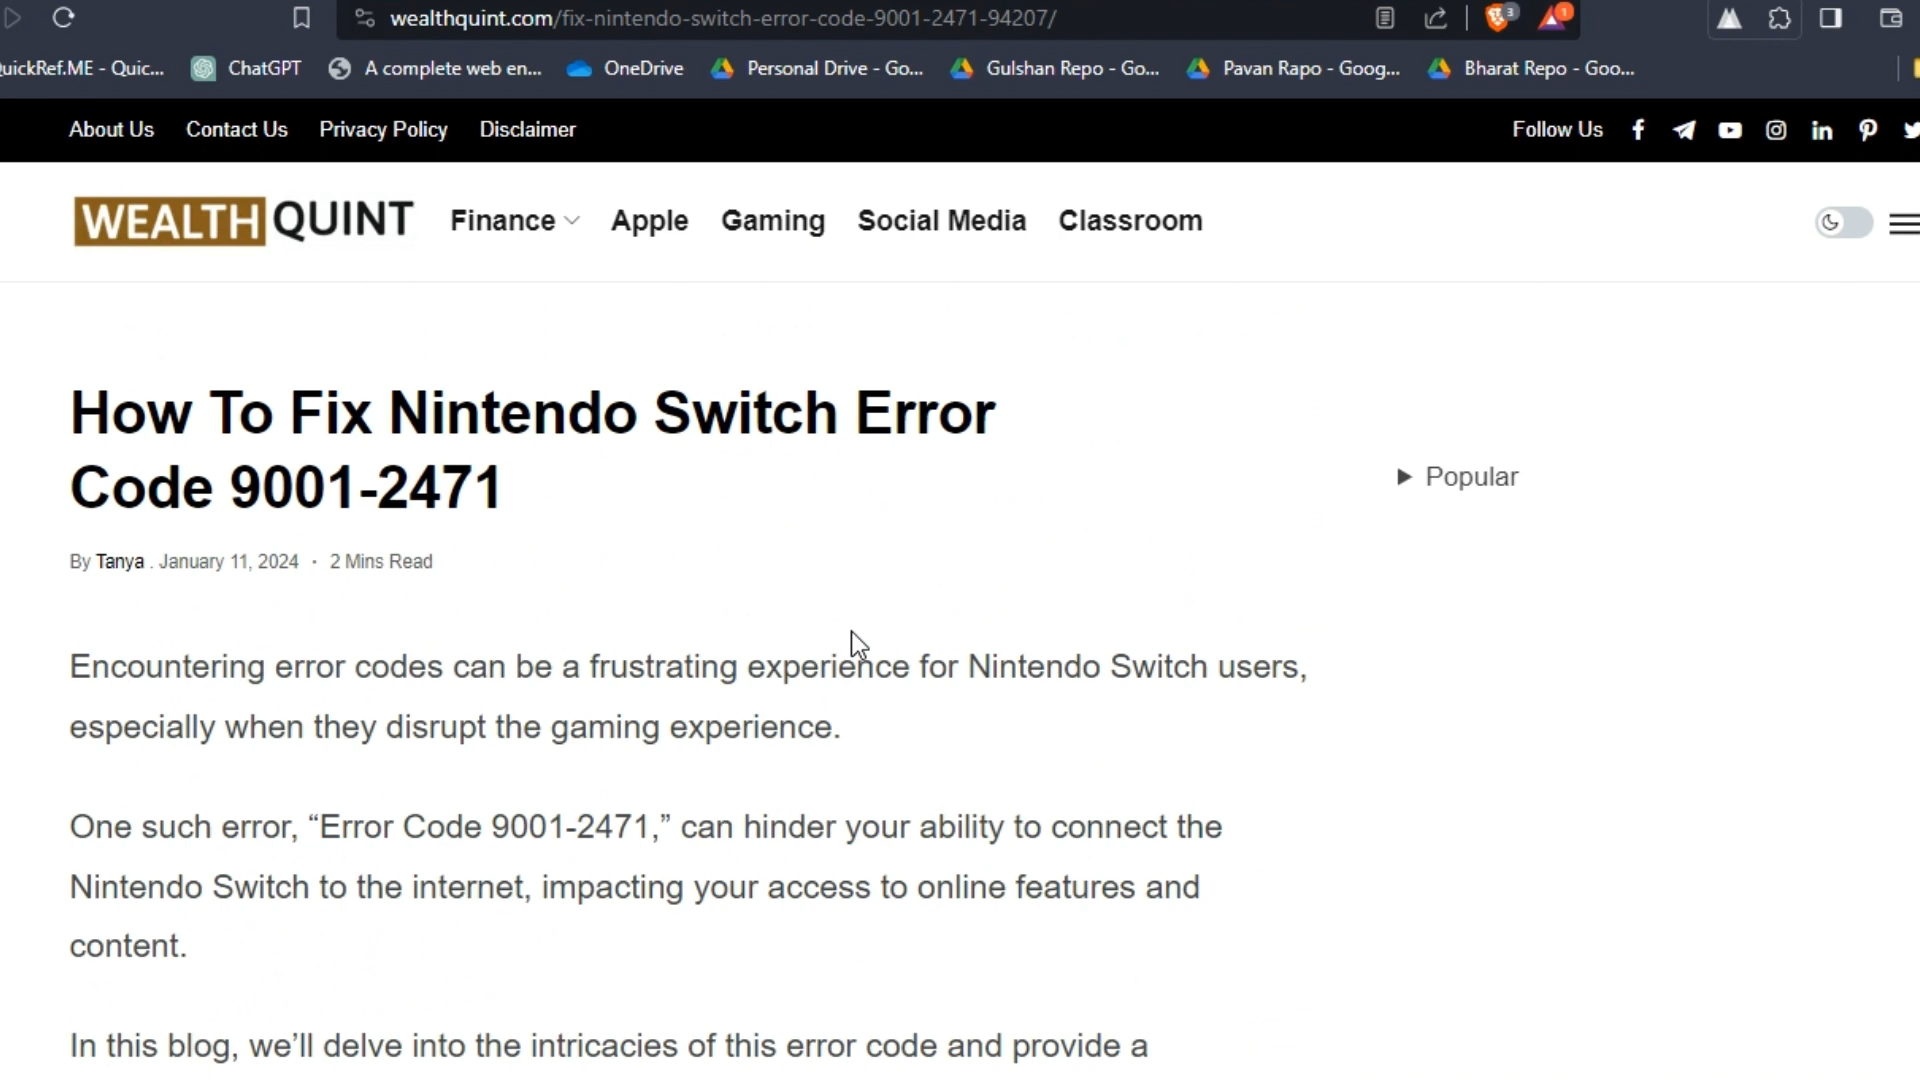 wealthquint.com/fix-nintendo-switch-error-code-9001-2471-94207/
3
1
uickRef.ME - Quic...
ChatGPT
A complete web en...
OneDrive
Personal Drive - Go...
Gulshan Repo - Go...
Pavan Rapo - Goog...
Bharat Repo - Goo...
About Us
Contact Us
Privacy Policy
Disclaimer
Follow Us
WEALTH QUINT
Finance
Apple
Gaming
Social Media
Classroom
How To Fix Nintendo Switch Error
Code 9001-2471
Popular
By Tanya . January 11, 2024 · 2 Mins Read
Encountering error codes can be a frustrating experience for Nintendo Switch users,
especially when they disrupt the gaming experience.
One such error, “Error Code 9001-2471,” can hinder your ability to connect the
Nintendo Switch to the internet, impacting your access to online features and
content.
In this blog, we’ll delve into the intricacies of this error code and provide a